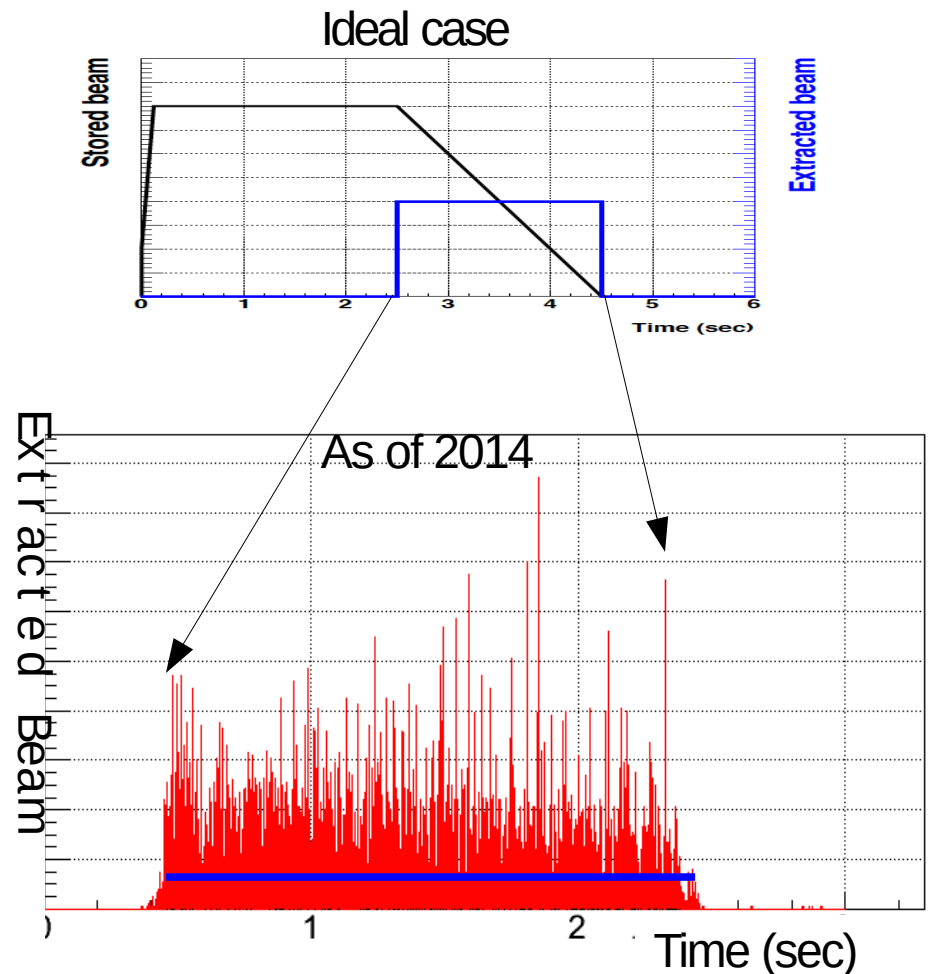 Ideal case
Stored beam
Extracted beam
0 1 2 3 4 5 6
Time (sec)
As of 2014
Extracted Beam
1 2
Time (sec)